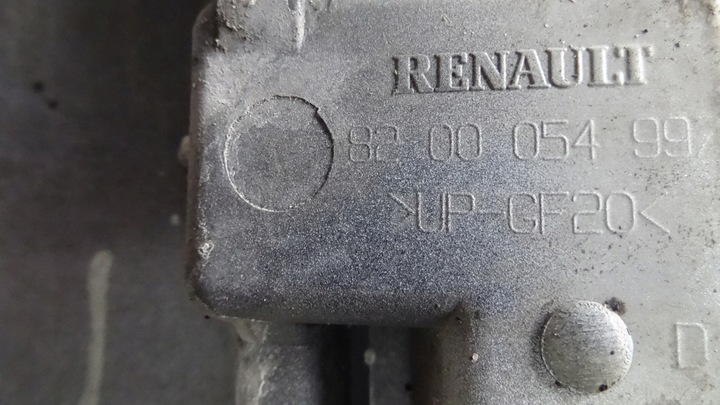 RENAULT
82 00 054 99
>UP-GF20<
D